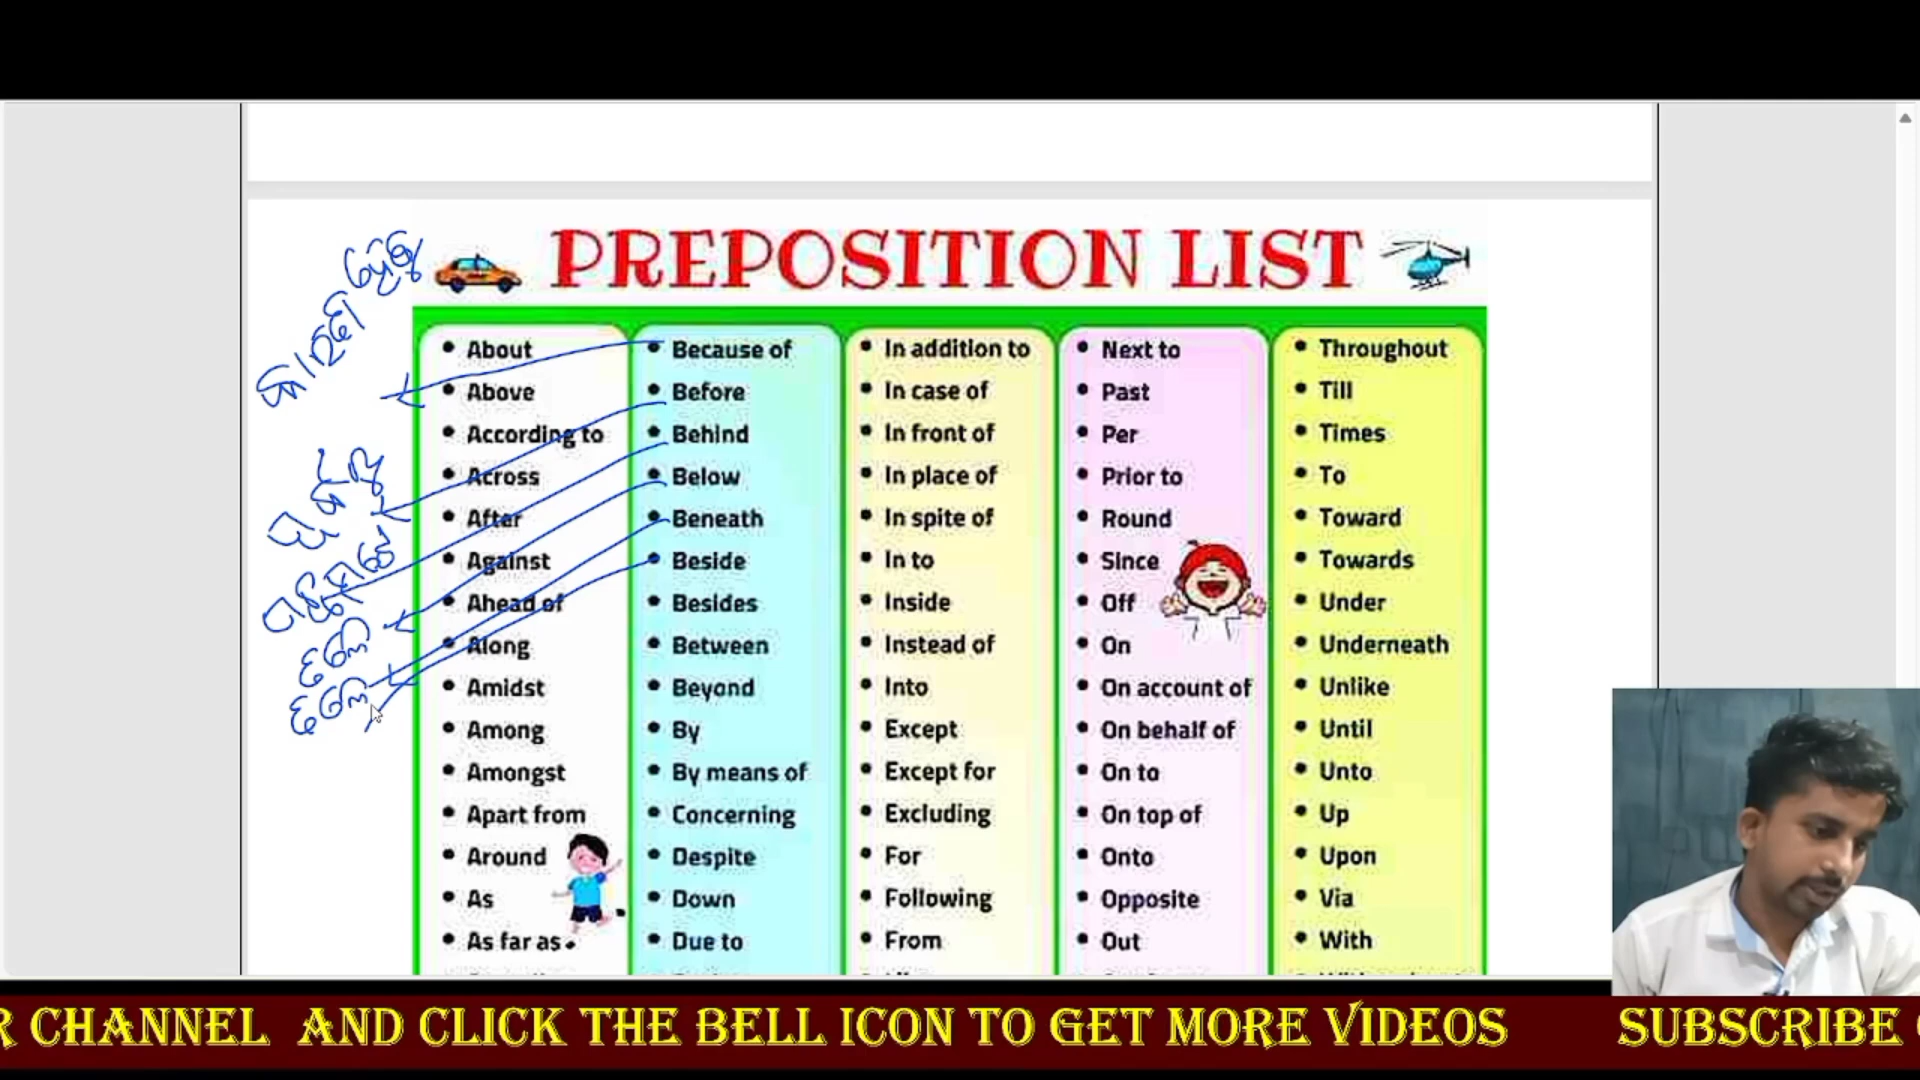 PREPOSITION LIST
About
Above
According to
Across
After
Against
Ahead of
Along
Amidst
Among
Amongst
Apart from
Around
As
As far as
Because of
Before
Behind
Below
Beneath
Beside
Besides
Between
Beyond
By
By means of
Concerning
Despite
Down
Due to
In addition to
In case of
In front of
In place of
In spite of
In to
Inside
Instead of
Into
Except
Except for
Excluding
For
Following
From
Next to
Past
Per
Prior to
Round
Since
Off
On
On account of
On behalf of
On to
On top of
Onto
Opposite
Out
Throughout
Till
Times
To
Toward
Towards
Under
Underneath
Unlike
Until
Unto
Up
Upon
Via
With
R CHANNEL AND CLICK THE BELL ICON TO GET MORE VIDEOS SUBSCRIBE